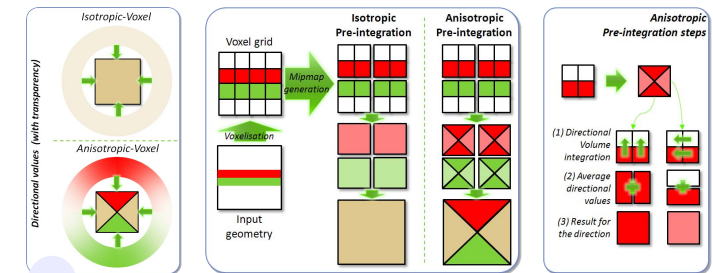 Isotropic-Voxel
Directional values (with transparency)
Anisotropic-Voxel
Voxel grid
Mipmap
generation
Voxelisation
Input
geometry
Isotropic
Pre-integration
Anisotropic
Pre-integration
Anisotropic
Pre-integration steps
(1) Directional
Volume
integration
(2) Average
directional
values
(3) Result for
the direction